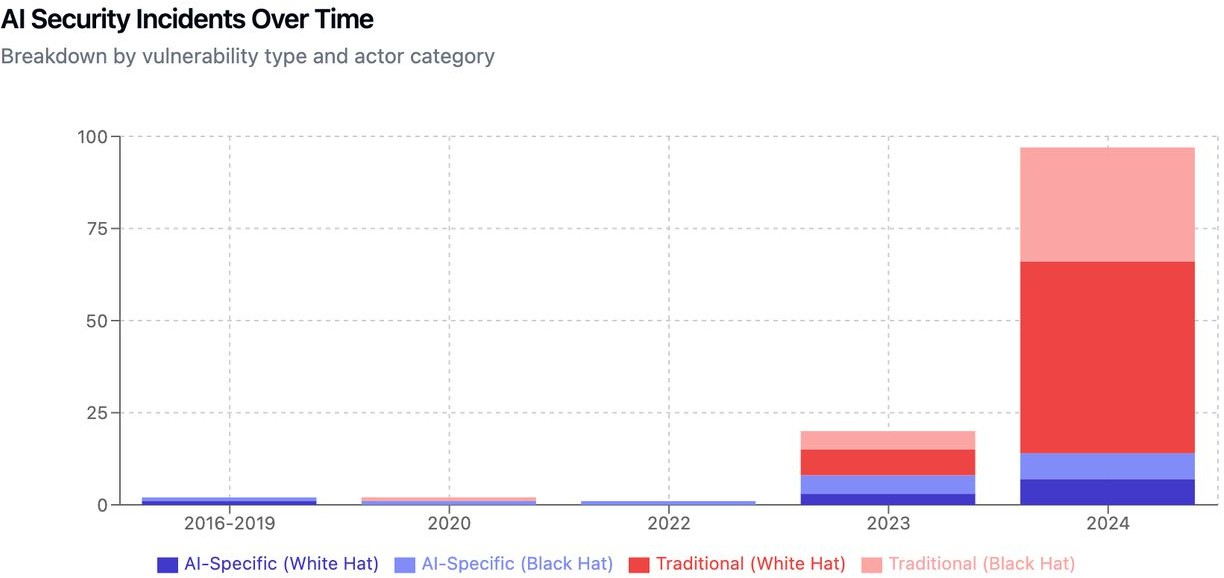 AI Security Incidents Over Time
Breakdown by vulnerability type and actor category
100
75
50
25
0
2016-2019 2020 2022 2023 2024
AI-Specific (White Hat) AI-Specific (Black Hat) Traditional (White Hat) Traditional (Black Hat)